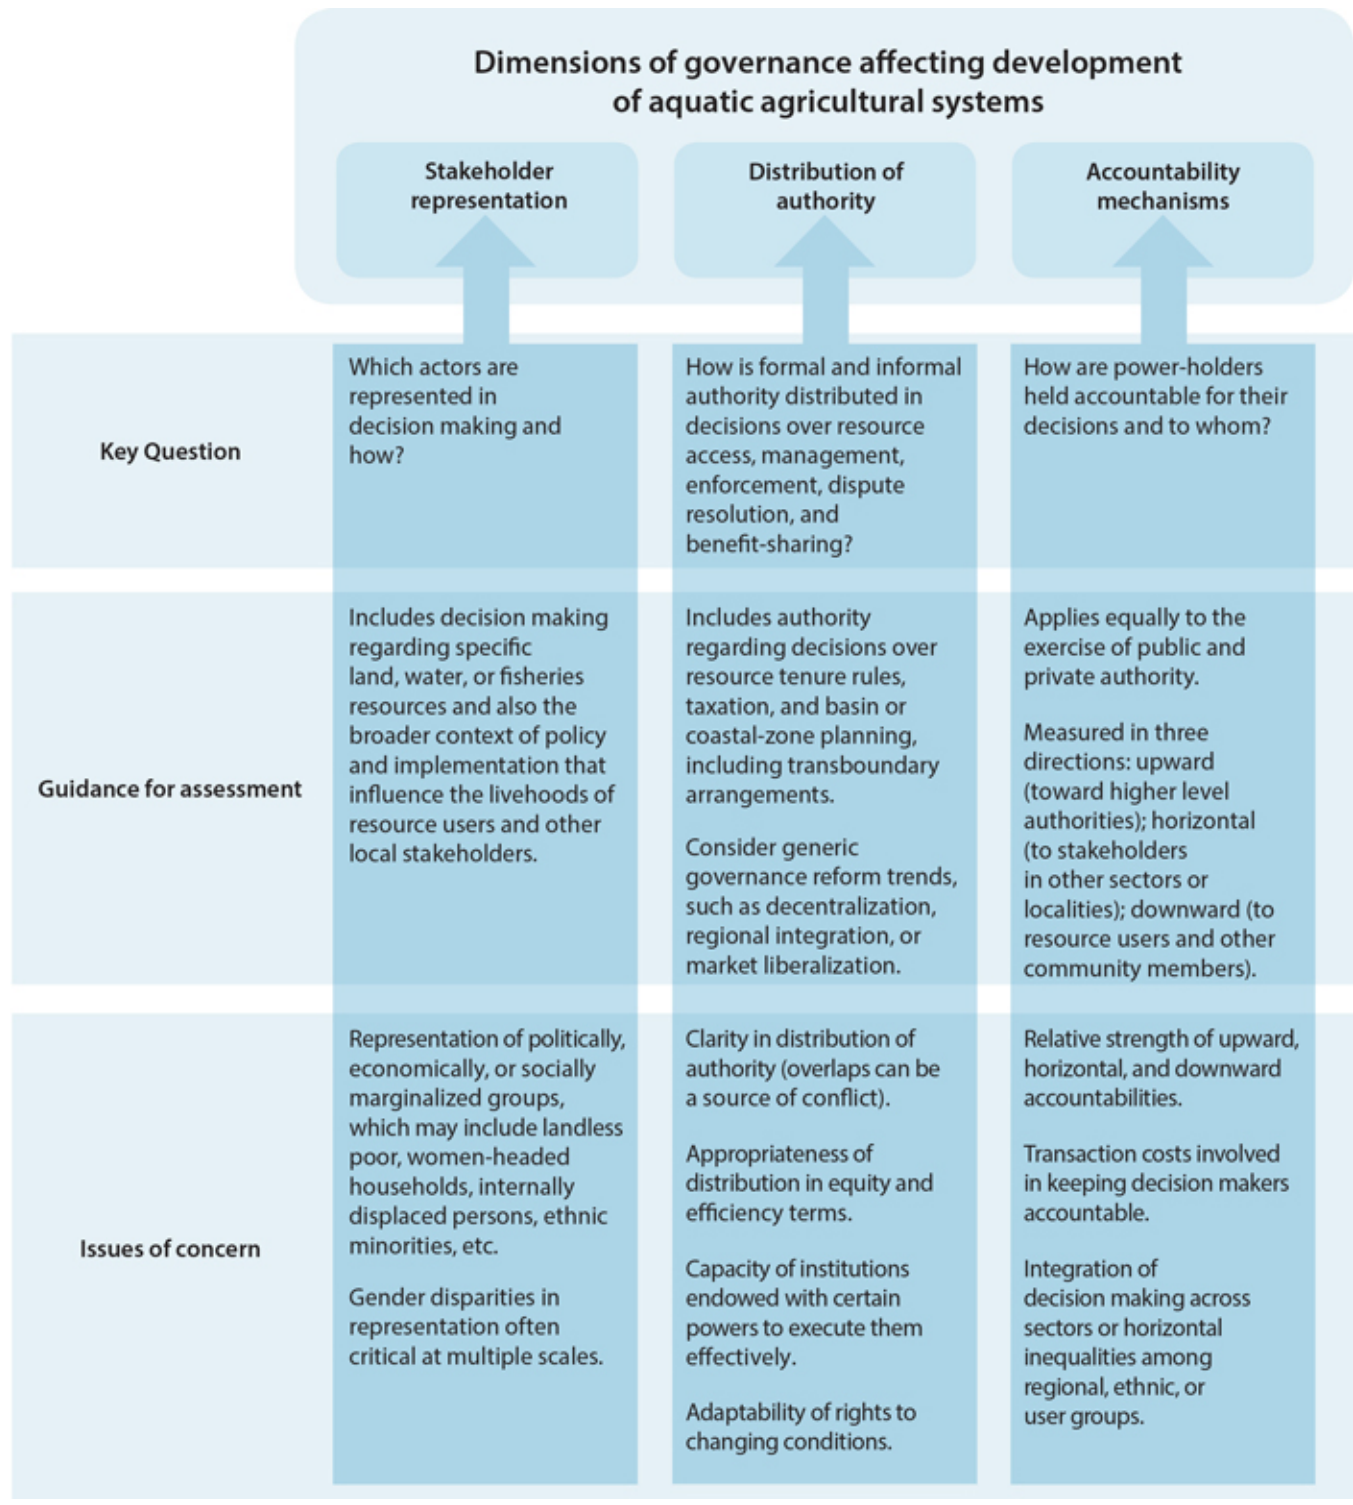 Dimensions of governance affecting development
of aquatic agricultural systems
Stakeholder
representation
Distribution of
authority
Accountability
mechanisms
Key Question
Which actors are
represented in
decision making and
how?
How is formal and informal
authority distributed in
decisions over resource
access, management,
enforcement, dispute
resolution, and
benefit-sharing?
How are power-holders
held accountable for their
decisions and to whom?
Guidance for assessment
Includes decision making
regarding specific
land, water, or fisheries
resources and also the
broader context of policy
and implementation that
influence the livehoods of
resource users and other
local stakeholders.
Includes authority
regarding decisions over
resource tenure rules,
taxation, and basin or
coastal-zone planning,
including transboundary
arrangements.
Consider generic
governance reform trends,
such as decentralization,
regional integration, or
market liberalization.
Applies equally to the
exercise of public and
private authority.
Measured in three
directions: upward
(toward higher level
authorities); horizontal
(to stakeholders
in other sectors or
localities); downward (to
resource users and other
community members).
Issues of concern
Representation of politically,
economically, or socially
marginalized groups,
which may include landless
poor, women-headed
households, internally
displaced persons, ethnic
minorities, etc.
Gender disparities in
representation often
critical at multiple scales.
Clarity in distribution of
authority (overlaps can be
a source of conflict).
Appropriateness of
distribution in equity and
efficiency terms.
Capacity of institutions
endowed with certain
powers to execute them
effectively.
Adaptability of rights to
changing conditions.
Relative strength of upward,
horizontal, and downward
accountabilities.
Transaction costs involved
in keeping decision makers
accountable.
Integration of
decision making across
sectors or horizontal
inequalities among
regional, ethnic, or
user groups.